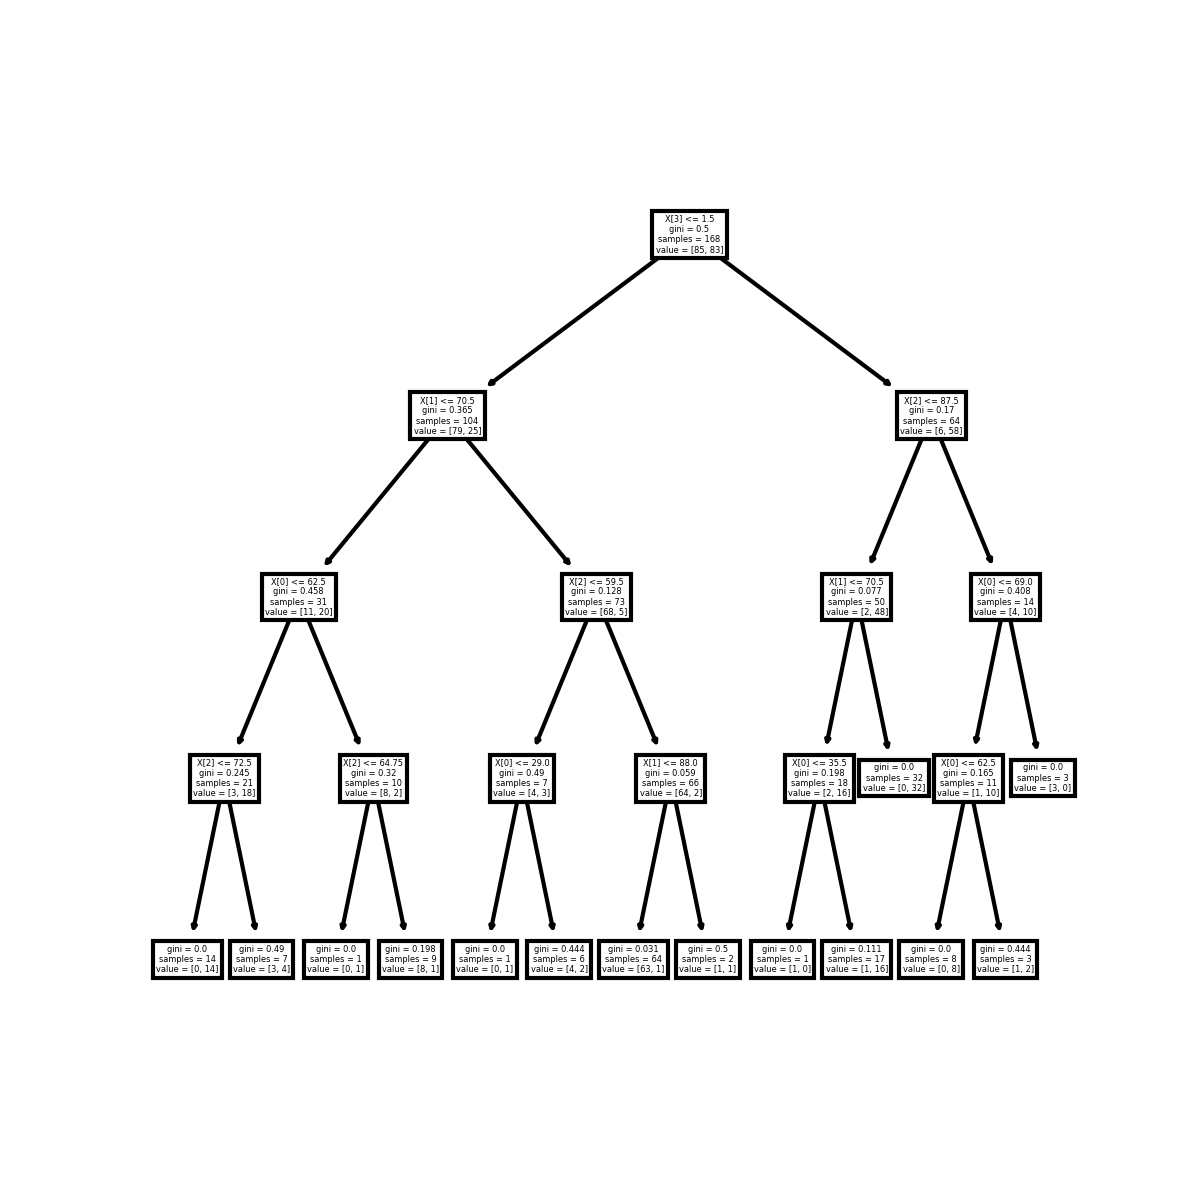 X[3] <= 1.5
gini = 0.5
samples = 168
value = [85, 83]
X[1] <= 70.5
gini = 0.365
samples = 104
value = [79, 25]
X[2] <= 87.5
gini = 0.17
samples = 64
value = [6, 58]
X[0] <= 62.5
gini = 0.458
samples = 31
value = [11, 20]
X[2] <= 59.5
gini = 0.128
samples = 73
value = [68, 5]
X[1] <= 70.5
gini = 0.077
samples = 50
value = [2, 48]
X[0] <= 69.0
gini = 0.408
samples = 14
value = [4, 10]
X[2] <= 72.5
gini = 0.245
samples = 21
value = [3, 18]
X[2] <= 64.75
gini = 0.32
samples = 10
value = [8, 2]
X[0] <= 29.0
gini = 0.49
samples = 7
value = [4, 3]
X[1] <= 88.0
gini = 0.059
samples = 66
value = [64, 2]
X[0] <= 35.5
gini = 0.198
samples = 18
value = [2, 16]
gini = 0.0
samples = 32
value = [0, 32]
X[0] <= 62.5
gini = 0.165
samples = 11
value = [1, 10]
gini = 0.0
samples = 3
value = [3, 0]
gini = 0.0
samples = 14
value = [0, 14]
gini = 0.49
samples = 7
value = [3, 4]
gini = 0.0
samples = 1
value = [0, 1]
gini = 0.198
samples = 9
value = [8, 1]
gini = 0.0
samples = 1
value = [0, 1]
gini = 0.444
samples = 6
value = [4, 2]
gini = 0.031
samples = 64
value = [63, 1]
gini = 0.5
samples = 2
value = [1, 1]
gini = 0.0
samples = 1
value = [1, 0]
gini = 0.111
samples = 17
value = [1, 16]
gini = 0.0
samples = 8
value = [0, 8]
gini = 0.444
samples = 3
value = [1, 2]